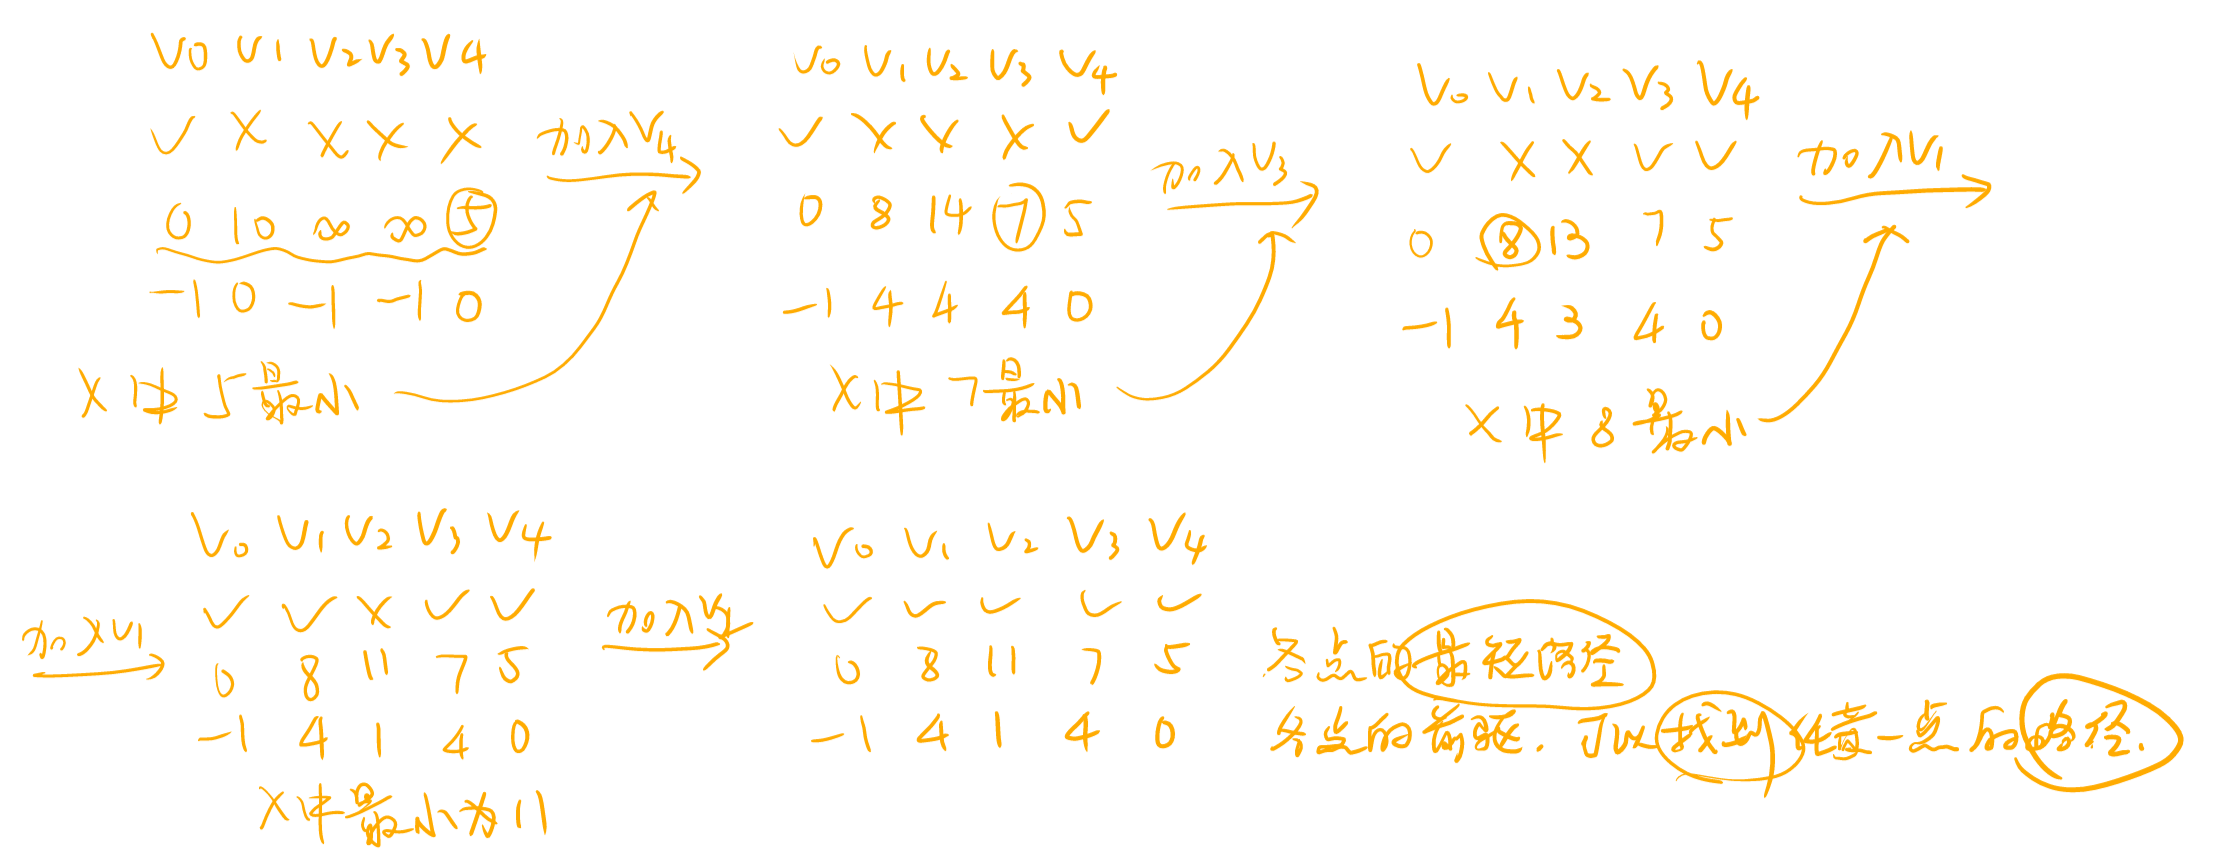 V0 V1 V2 V3 V4
✓ X X X X
0 10 ∞ ∞ 5
-1 0 -1 -1 0
X中5最小
加入V4
V0 V1 V2 V3 V4
✓ X X X ✓
0 8 14 7 5
-1 4 4 4 0
X中7最小
加入V3
V0 V1 V2 V3 V4
✓ X X ✓ ✓
0 8 13 7 5
-1 4 3 4 0
X中8最小
加入V1
加入V1
V0 V1 V2 V3 V4
✓ ✓ X ✓ ✓
0 8 11 7 5
-1 4 1 4 0
X中最小为11
加入
V0 V1 V2 V3 V4
✓ ✓ ✓ ✓ ✓
0 8 11 7 5
-1 4 1 4 0
各点的最短路径
各点的前驱.可以找到任意一点的路径.